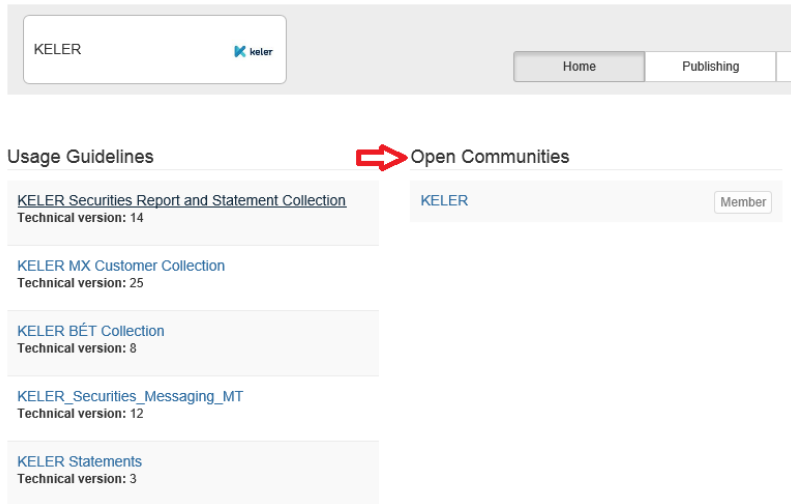 KELER
keler
Home
Publishing
Usage Guidelines
Open Communities
KELER Securities Report and Statement Collection
Technical version: 14
KELER
Member
KELER MX Customer Collection
Technical version: 25
KELER BÉT Collection
Technical version: 8
KELER_Securities_Messaging_MT
Technical version: 12
KELER Statements
Technical version: 3